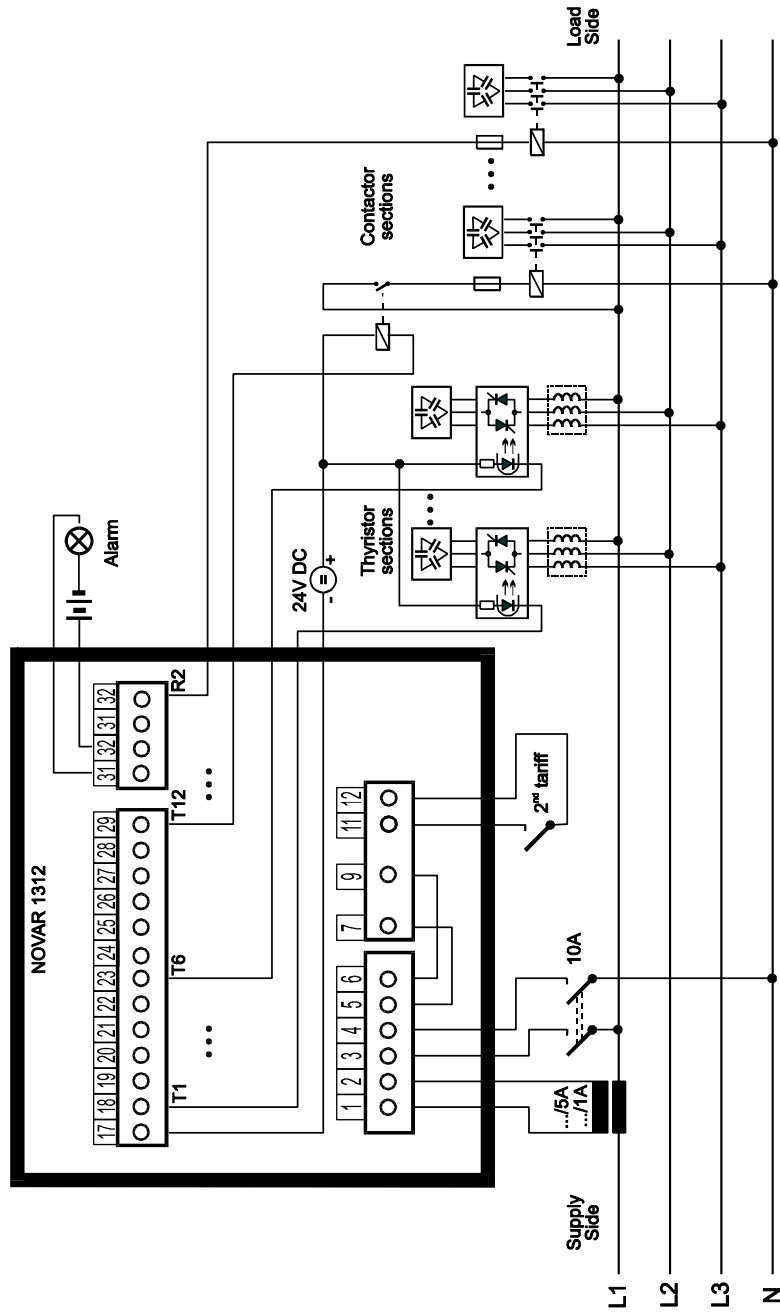 NOVAR 1312
17 18 19 20 21 22 23 24 25 26 27 28 29
31 32 31 32
T1
T6
T12
R2
Alarm
24V DC
+
-
=
1 2 3 4 5 6
7 9 11 12
2nd tariff
10A
.../5A
.../1A
Thyristor
sections
Contactor
sections
Supply
Side
Load
Side
L1
L2
L3
N